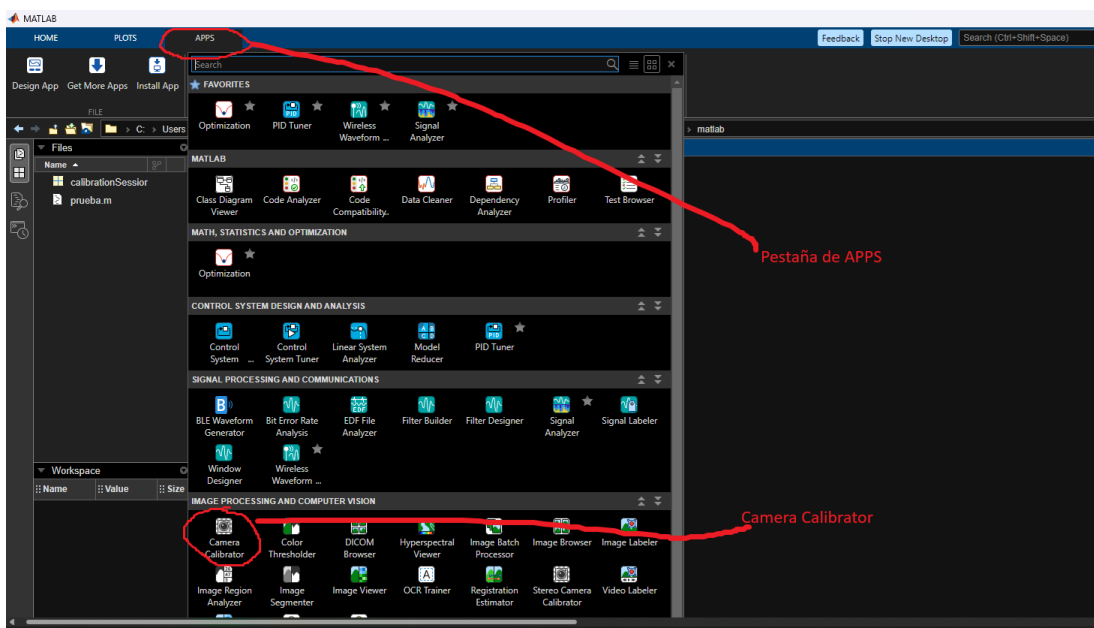 MATLAB
HOME PLOTS APPS
Feedback Stop New Desktop Search (Ctrl+Shift+Space)
Design App Get More Apps Install App
FILE
Search
FAVORITES
Optimization PID Tuner Wireless Waveform ... Signal Analyzer
C: › Users › matlab
Files
Name
calibrationSession
prueba.m
MATLAB
Class Diagram Viewer Code Analyzer Code Compatibility.. Data Cleaner Dependency Analyzer Profiler Test Browser
MATH, STATISTICS AND OPTIMIZATION
Optimization
Pestaña de APPS
CONTROL SYSTEM DESIGN AND ANALYSIS
Control System ... Control System Tuner Linear System Analyzer Model Reducer PID Tuner
SIGNAL PROCESSING AND COMMUNICATIONS
BLE Waveform Generator Bit Error Rate Analysis EDF File Analyzer Filter Builder Filter Designer Signal Analyzer Signal Labeler
Window Designer Wireless Waveform ...
Workspace
Name Value Size
IMAGE PROCESSING AND COMPUTER VISION
Camera Calibrator Color Thresholder DICOM Browser Hyperspectral Viewer Image Batch Processor Image Browser Image Labeler
Camera Calibrator
Image Region Analyzer Image Segmenter Image Viewer OCR Trainer Registration Estimator Stereo Camera Calibrator Video Labeler